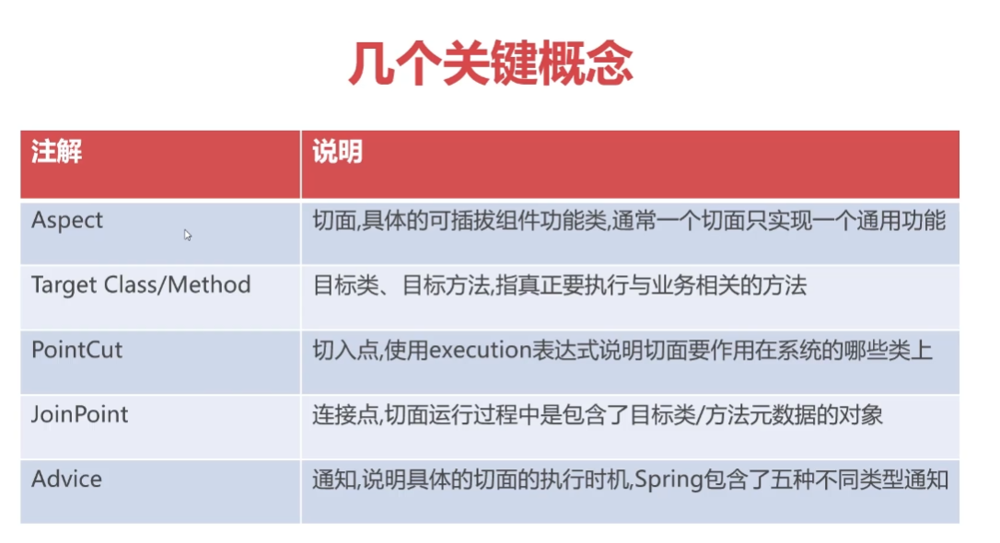 几个关键概念
注解 说明
Aspect 切面,具体的可插拔组件功能类,通常一个切面只实现一个通用功能
Target Class/Method 目标类、目标方法,指真正要执行与业务相关的方法
PointCut 切入点,使用execution表达式说明切面要作用在系统的哪些类上
JoinPoint 连接点,切面运行过程中是包含了目标类/方法元数据的对象
Advice 通知,说明具体的切面的执行时机,Spring包含了五种不同类型通知